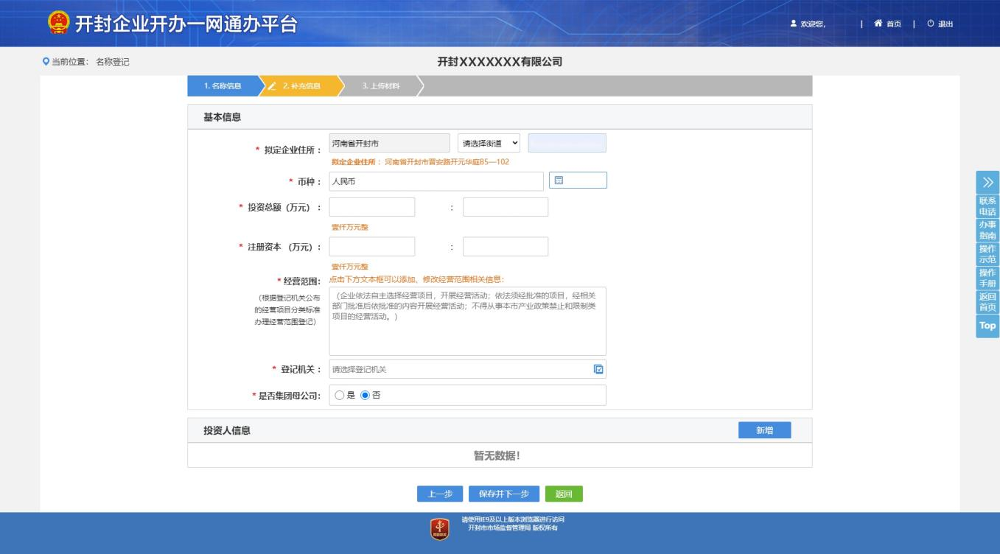 开封企业开办一网通办平台
欢迎您, | 首页 | 退出
当前位置： 名称登记
开封XXXXXXX有限公司
1. 名称信息 2. 补充信息 3. 上传材料
基本信息
* 拟定企业住所： 河南省开封市 请选择街道
拟定企业住所： 河南省开封市晋安路开元华庭B5—102
* 币种： 人民币
* 投资总额（万元）： :
壹仟万元整
* 注册资本 （万元）: :
壹仟万元整
* 经营范围: 点击下方文本框可以添加、修改经营范围相关信息:
（根据登记机关公布
的经营项目分类标准
办理经营范围登记）
（企业依法自主选择经营项目，开展经营活动；依法须经批准的项目，经相关
部门批准后依批准的内容开展经营活动；不得从事本市产业政策禁止和限制类
项目的经营活动。）
* 登记机关： 请选择登记机关
* 是否集团母公司: 是 否
投资人信息 新增
暂无数据！
上一步 保存并下一步 返回
联系
电话
办事
指南
操作
示范
操作
手册
返回
首页
Top
请使用IE9及以上版本浏览器进行访问
开封市市场监督管理局 版权所有